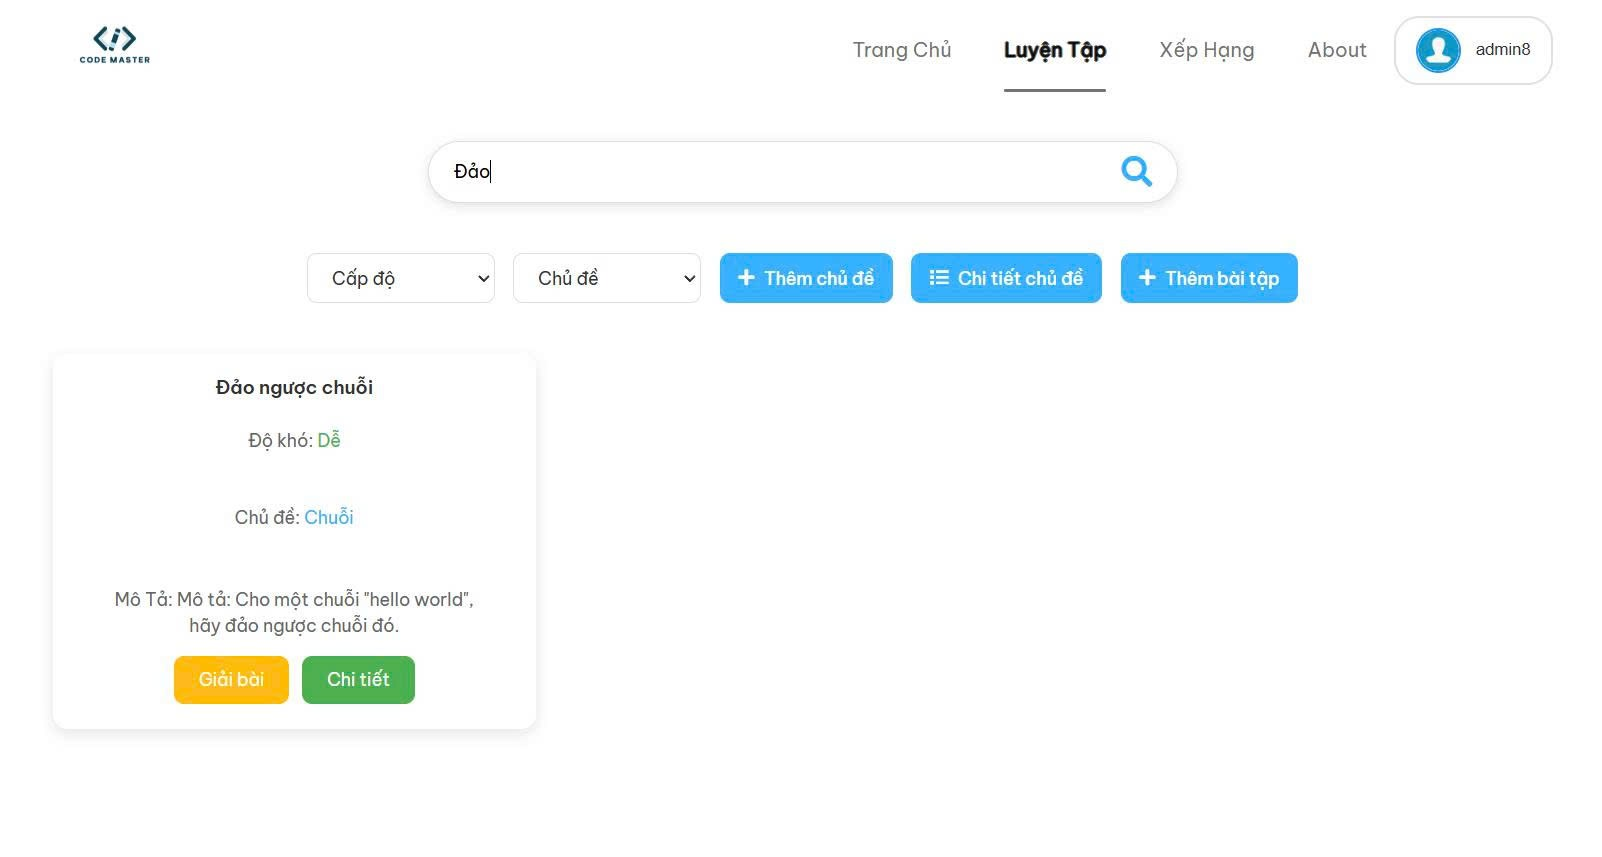 CODE MASTER
Trang Chủ
Luyện Tập
Xếp Hạng
About
admin8
Đảo
Cấp độ
Chủ đề
Thêm chủ đề
Chi tiết chủ đề
Thêm bài tập
Đảo ngược chuỗi
Độ khó: Dễ
Chủ đề: Chuỗi
Mô Tả: Mô tả: Cho một chuỗi "hello world",
hãy đảo ngược chuỗi đó.
Giải bài
Chi tiết